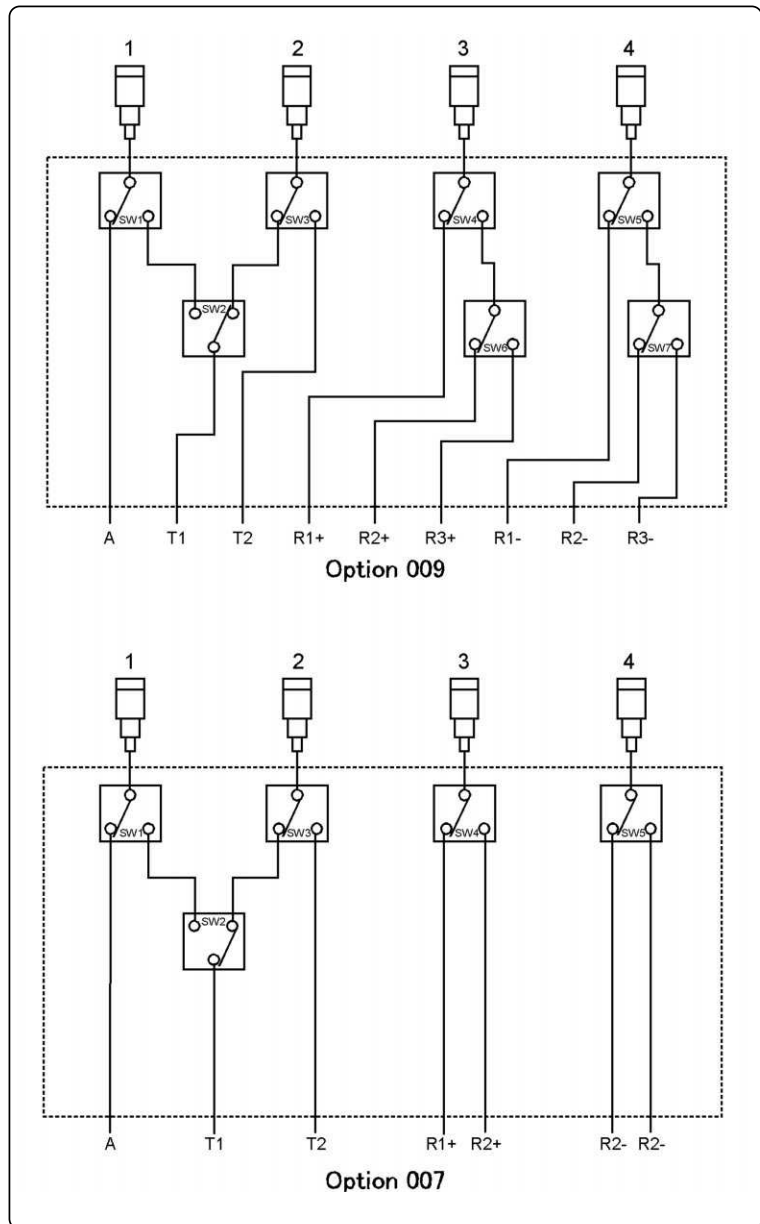 1 2 3 4
SW1 SW3 SW4 SW5
SW2
SW6 SW7
A T1 T2 R1+ R2+ R3+ R1- R2- R3-
Option 009
1 2 3 4
SW1 SW3 SW4 SW5
SW2
A T1 T2 R1+ R2+ R2- R2-
Option 007